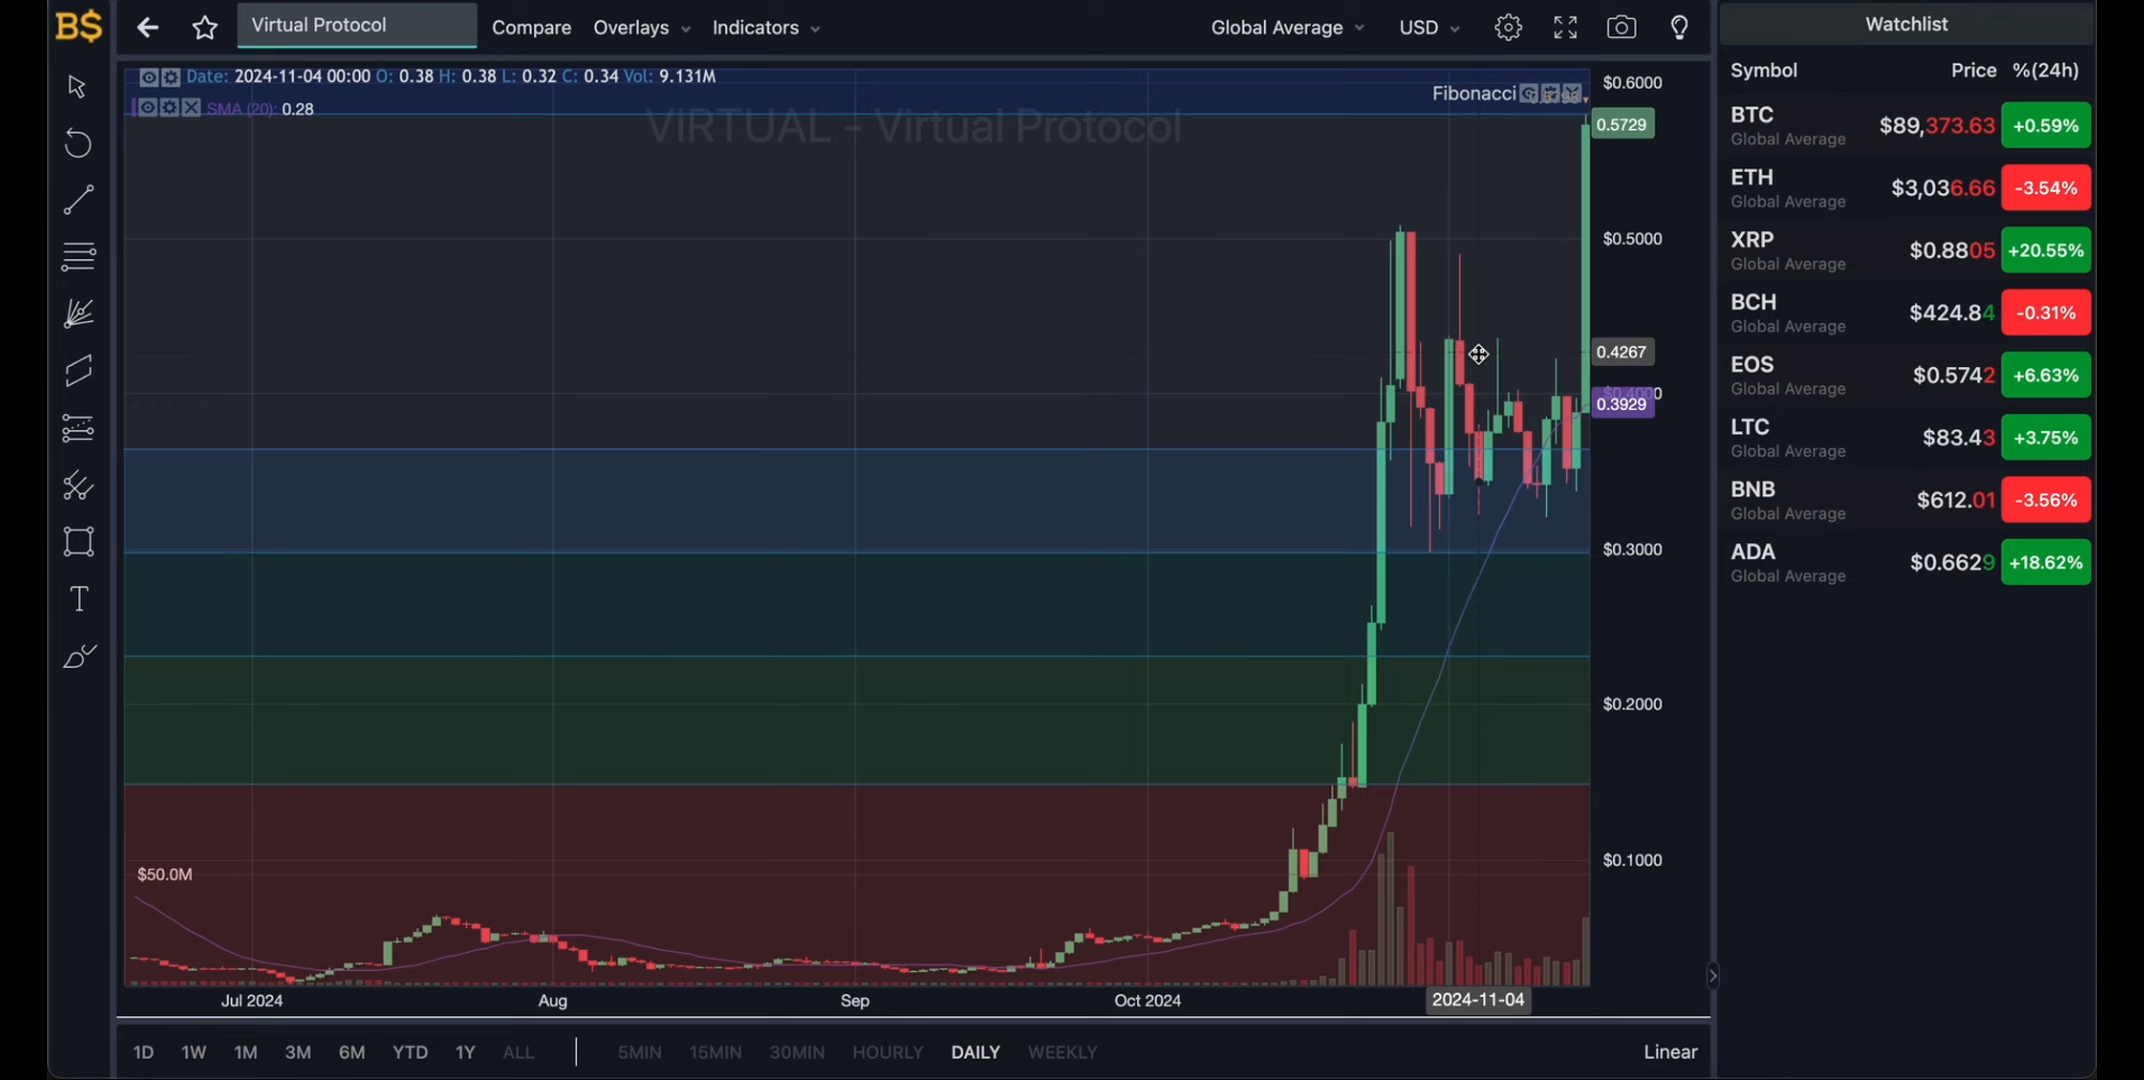 B$
Virtual Protocol
Compare
Overlays
Indicators
Global Average
USD
Date: 2024-11-04 00:00 O: 0.38 H: 0.38 L: 0.32 C: 0.34 Vol: 9.131M
SMA (20): 0.28
VIRTUAL - Virtual Protocol
Fibonacci
$0.6000
0.5729
$0.5000
0.4267
$0.4000
0.3929
$0.3000
$0.2000
$0.1000
$50.0M
Jul 2024
Aug
Sep
Oct 2024
2024-11-04
1D 1W 1M 3M 6M YTD 1Y ALL
5MIN 15MIN 30MIN HOURLY DAILY WEEKLY
Linear
T
Watchlist
Symbol Price %(24h)
BTC $89,373.63 +0.59%
Global Average
ETH $3,036.66 -3.54%
Global Average
XRP $0.8805 +20.55%
Global Average
BCH $424.84 -0.31%
Global Average
EOS $0.5742 +6.63%
Global Average
LTC $83.43 +3.75%
Global Average
BNB $612.01 -3.56%
Global Average
ADA $0.6629 +18.62%
Global Average